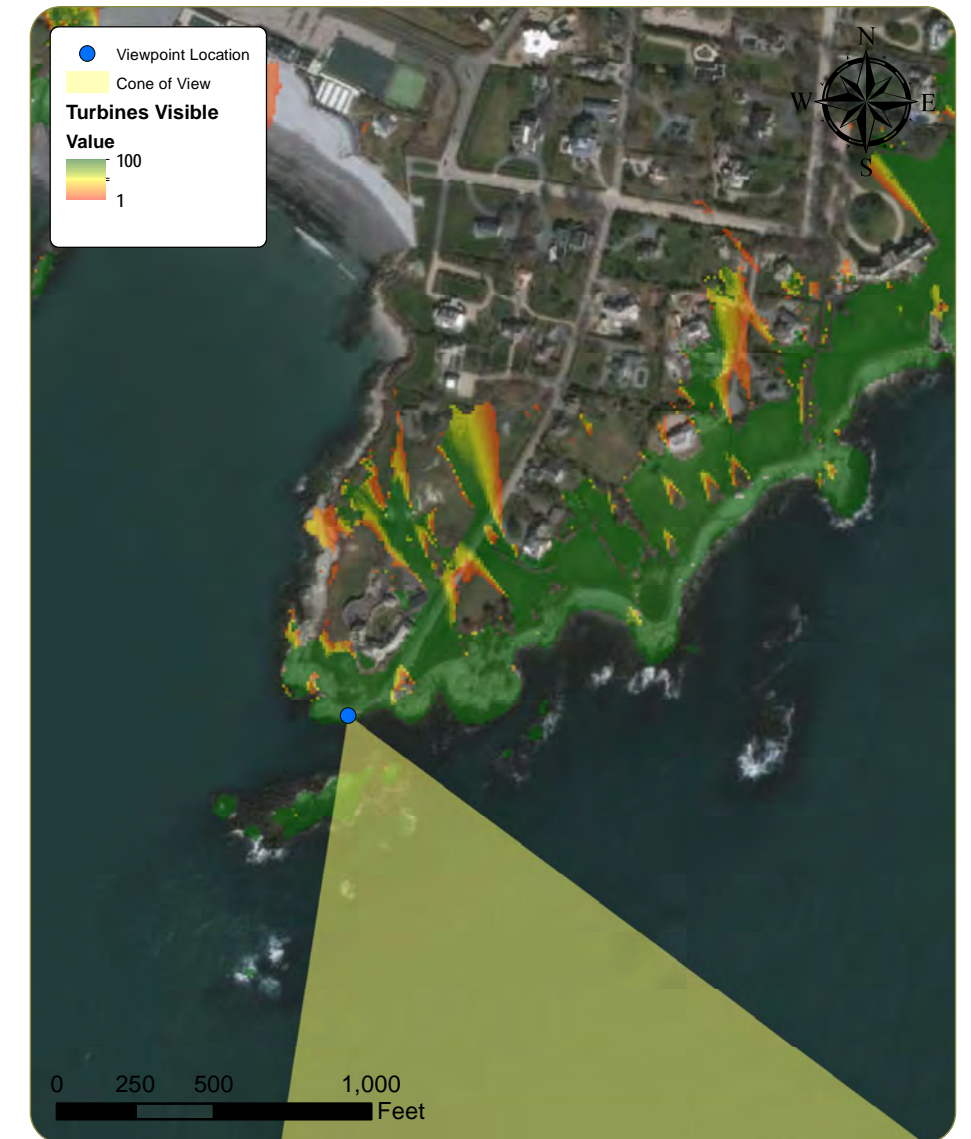 Viewpoint Location
Cone of View
Turbines Visible
Value
100
1
N
W E
S
0 250 500 1,000
Feet